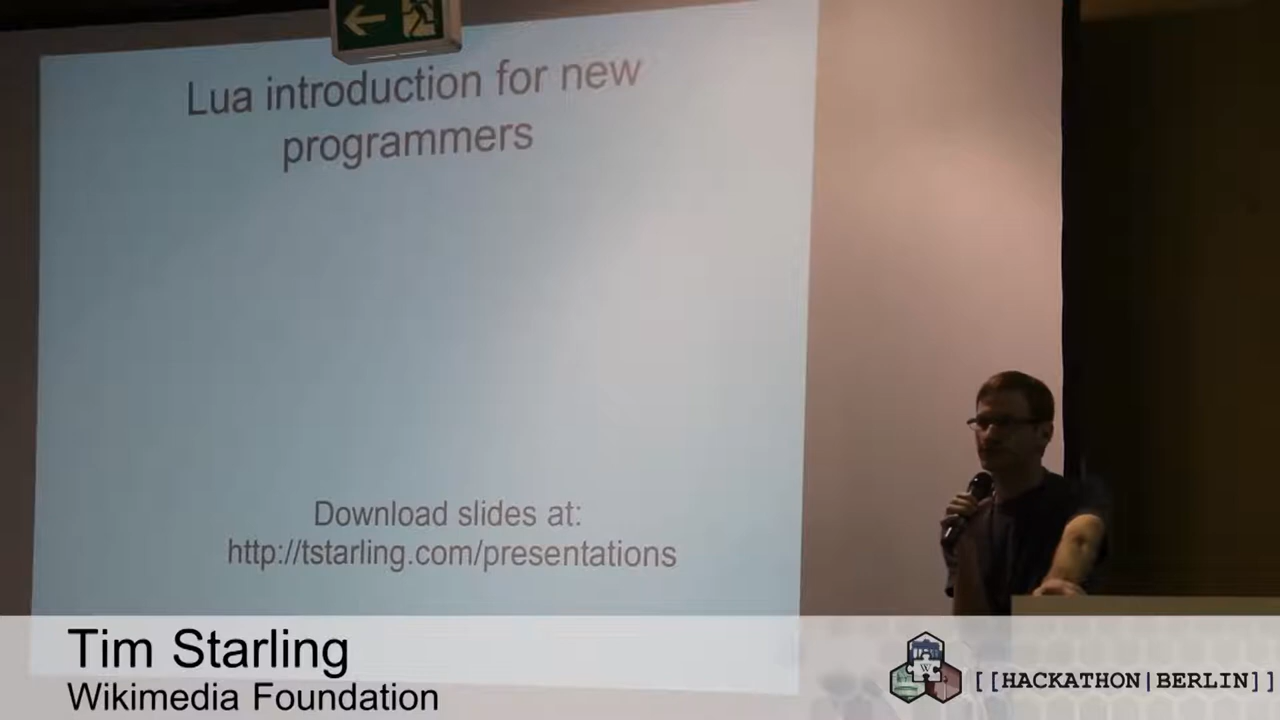 Lua introduction for new
programmers
Download slides at:
http://tstarling.com/presentations
Tim Starling
Wikimedia Foundation
W
[[HACKATHON|BERLIN]]